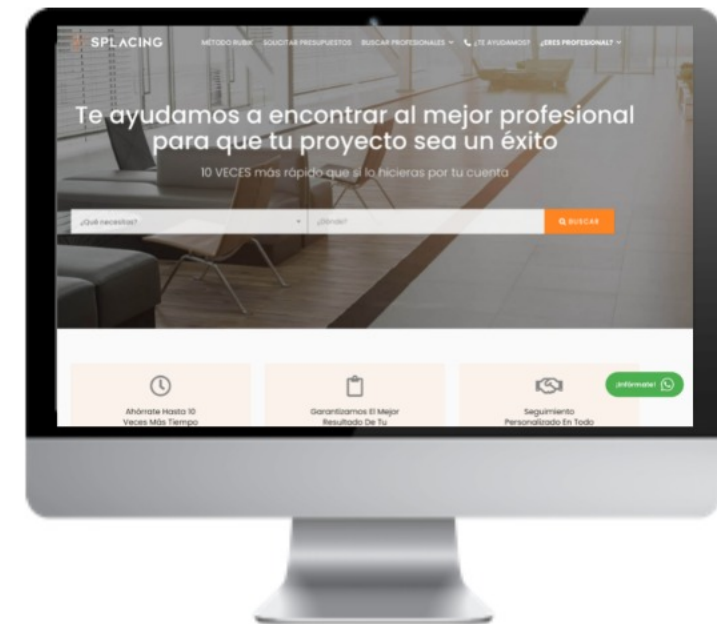 SPLACING
MÉTODO RUBIK SOLICITAR PRESUPUESTOS BUSCAR PROFESIONALES ¿TE AYUDAMOS? ¿ERES PROFESIONAL?
Te ayudamos a encontrar al mejor profesional
para que tu proyecto sea un éxito
10 VECES más rápido que si lo hicieras por tu cuenta
¿Qué necesitas? ¿Dónde? BUSCAR
¡Infórmate!
Ahórrate Hasta 10
Veces Más Tiempo
Garantizamos El Mejor
Resultado De Tu
Seguimiento
Personalizado En Todo